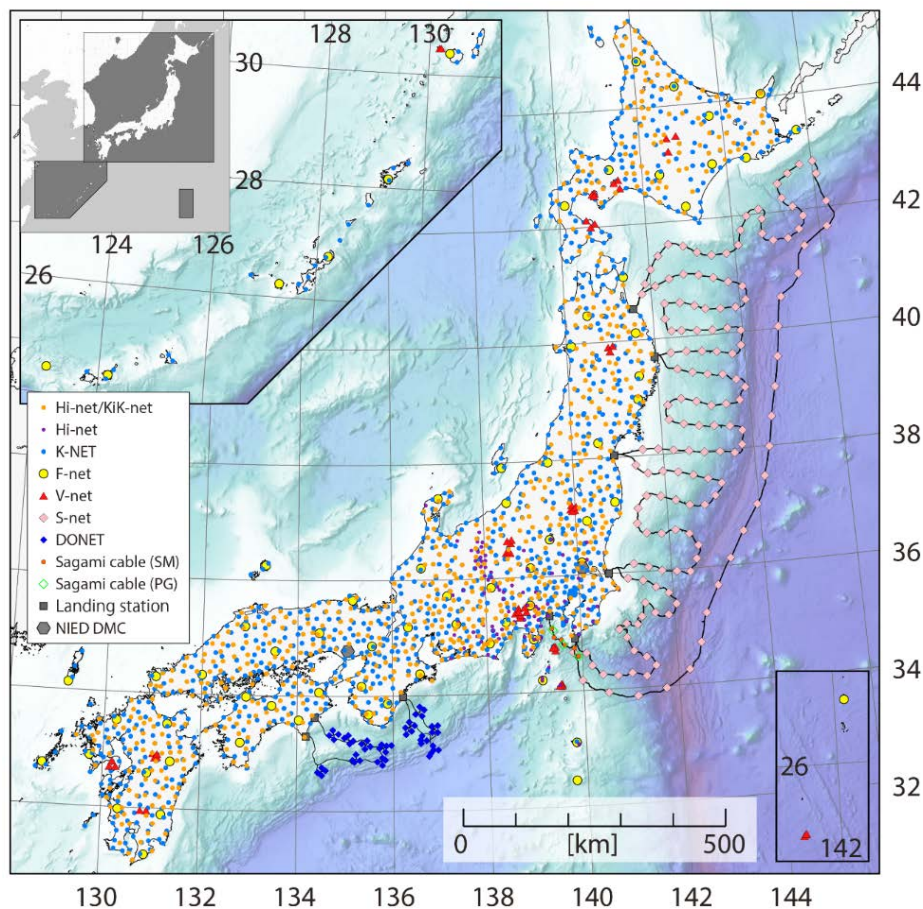 128
130
30
28
26
124
126
44
42
40
38
36
34
32
Hi-net/KiK-net
Hi-net
K-NET
F-net
V-net
S-net
DONET
Sagami cable (SM)
Sagami cable (PG)
Landing station
NIED DMC
26
142
0 [km] 500
130 132 134 136 138 140 142 144